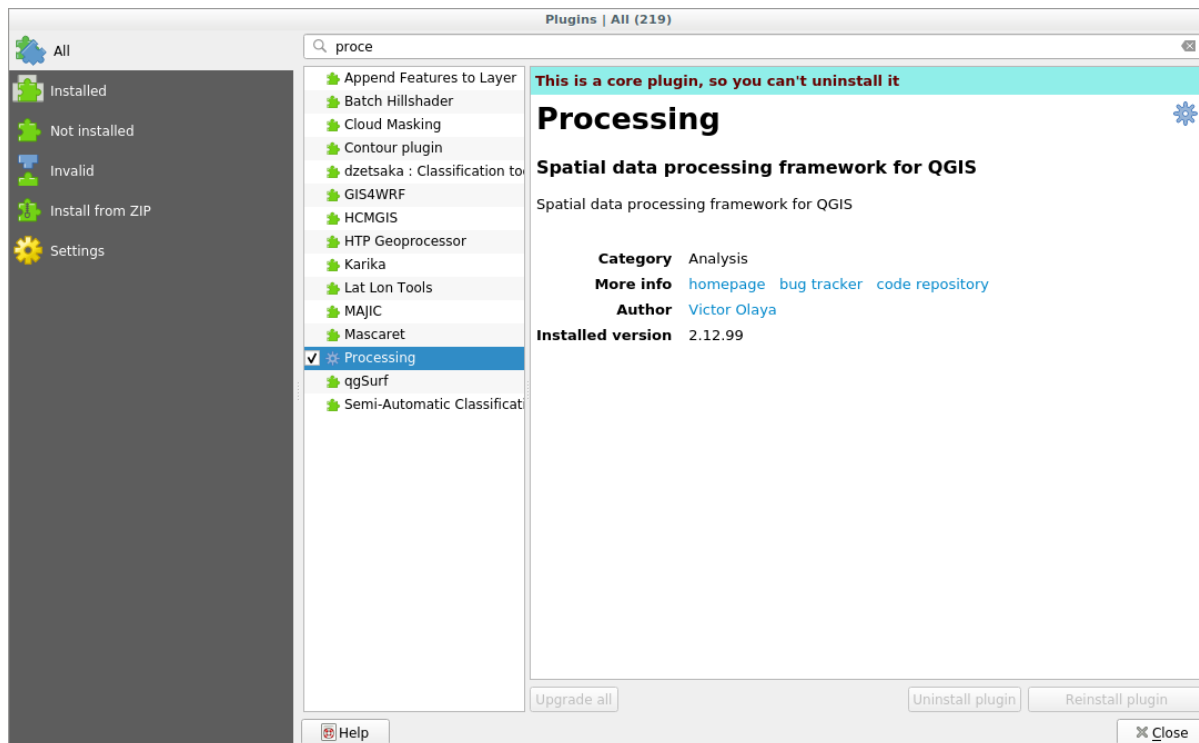 Plugins | All (219)
All
Installed
Not installed
Invalid
Install from ZIP
Settings
proce
Append Features to Layer
Batch Hillshader
Cloud Masking
Contour plugin
dzetsaka : Classification to
GIS4WRF
HCMGIS
HTP Geoprocessor
Karika
Lat Lon Tools
MAJIC
Mascaret
Processing
qgSurf
Semi-Automatic Classificati
This is a core plugin, so you can't uninstall it
Processing
Spatial data processing framework for QGIS
Spatial data processing framework for QGIS
Category Analysis
More info homepage bug tracker code repository
Author Victor Olaya
Installed version 2.12.99
Upgrade all Uninstall plugin Reinstall plugin
Help Close